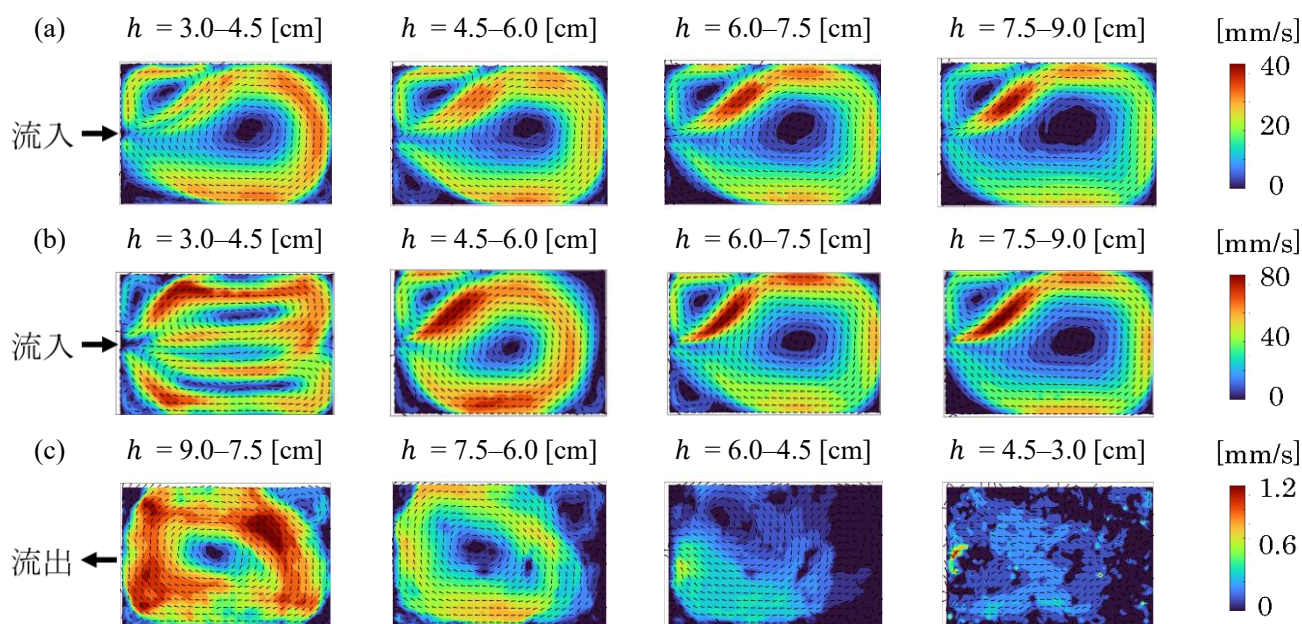 (a) h = 3.0–4.5 [cm] h = 4.5–6.0 [cm] h = 6.0–7.5 [cm] h = 7.5–9.0 [cm] [mm/s]
40
流入
20
0
(b) h = 3.0–4.5 [cm] h = 4.5–6.0 [cm] h = 6.0–7.5 [cm] h = 7.5–9.0 [cm] [mm/s]
80
流入
40
0
(c) h = 9.0–7.5 [cm] h = 7.5–6.0 [cm] h = 6.0–4.5 [cm] h = 4.5–3.0 [cm] [mm/s]
1.2
流出
0.6
0